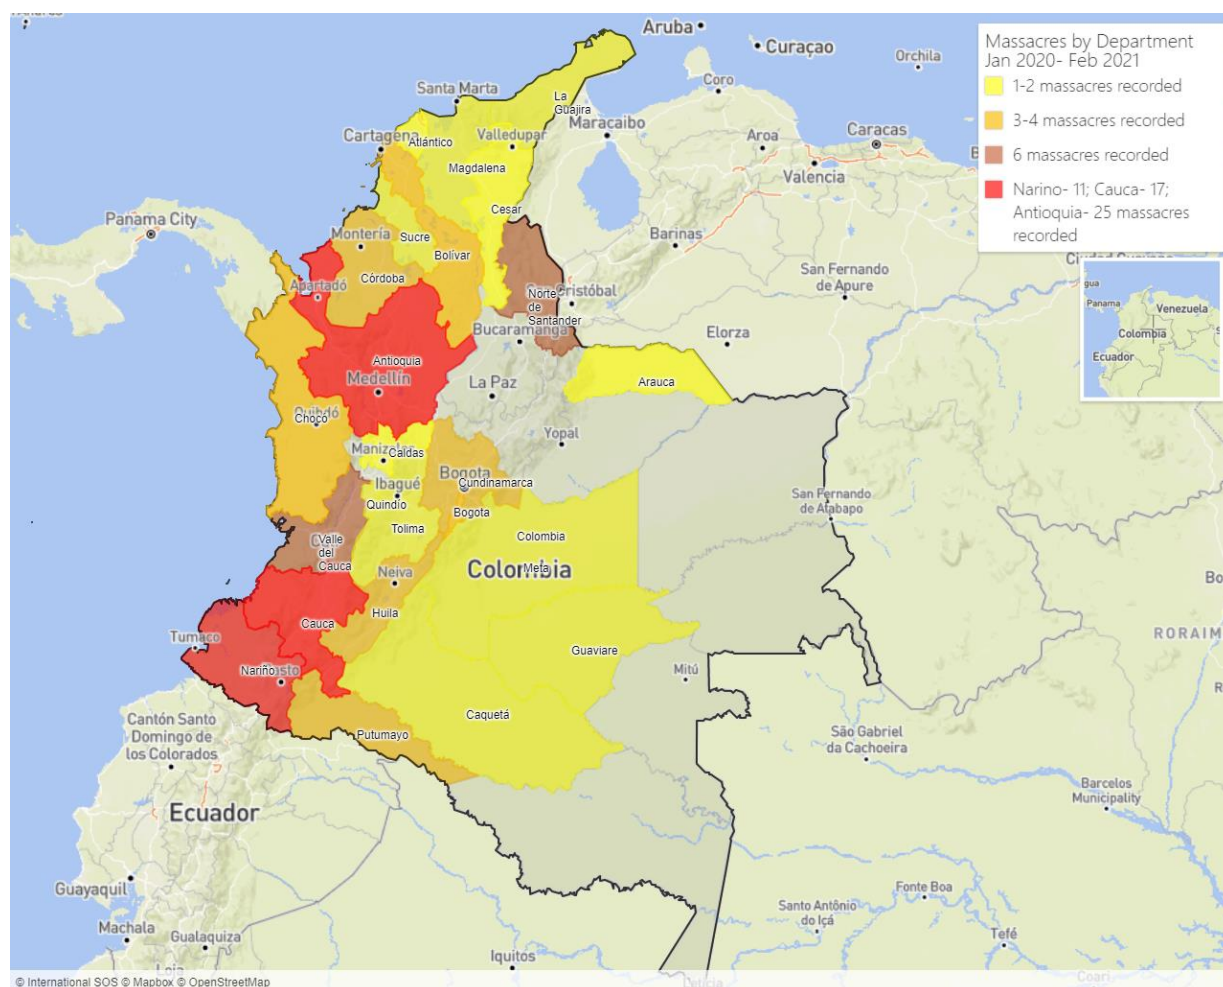 Aruba
Curaçao
Orchila
Coro
Santa Marta
La
Guajira
Maracaibo
Cartagena
Atlántico
Valledupar
Aroa
Caracas
Magdalena
Valencia
Massacres by Department
Jan 2020- Feb 2021
1-2 massacres recorded
3-4 massacres recorded
6 massacres recorded
Narino- 11; Cauca- 17;
Antioquia- 25 massacres
recorded
Panama City
Cesar
Montería
Sucre
Barinas
Bolívar
Córdoba
San Fernando
de Apure
gua
Panama
Venezuela
Colombia
Ecuador
Apartadó
Norte
de
Santander
Bucaramanga
Elorza
Antioquia
Medellín
La Paz
Arauca
Chocó
Yopal
Caldas
Bogota
Cundinamarca
Ibagué
Quindío
Bogota
San Fernando
de Atabapo
Tolima
Colombia
Valle
del
Cauca
Colombia
Meta
Neiva
Huila
Cauca
Tumaco
RORAIM
Guaviare
Mitú
Nariño
Caquetá
Putumayo
Cantón Santo
Domingo de
los Colorados
São Gabriel
da Cachoeira
Barcelos
Municipality
Ecuador
Guayaquil
Fonte Boa
Santo Antônio
do Içá
Machala
Gualaquiza
Tefé
Iquitos
Leticia
Coari
© International SOS © Mapbox © OpenStreetMap